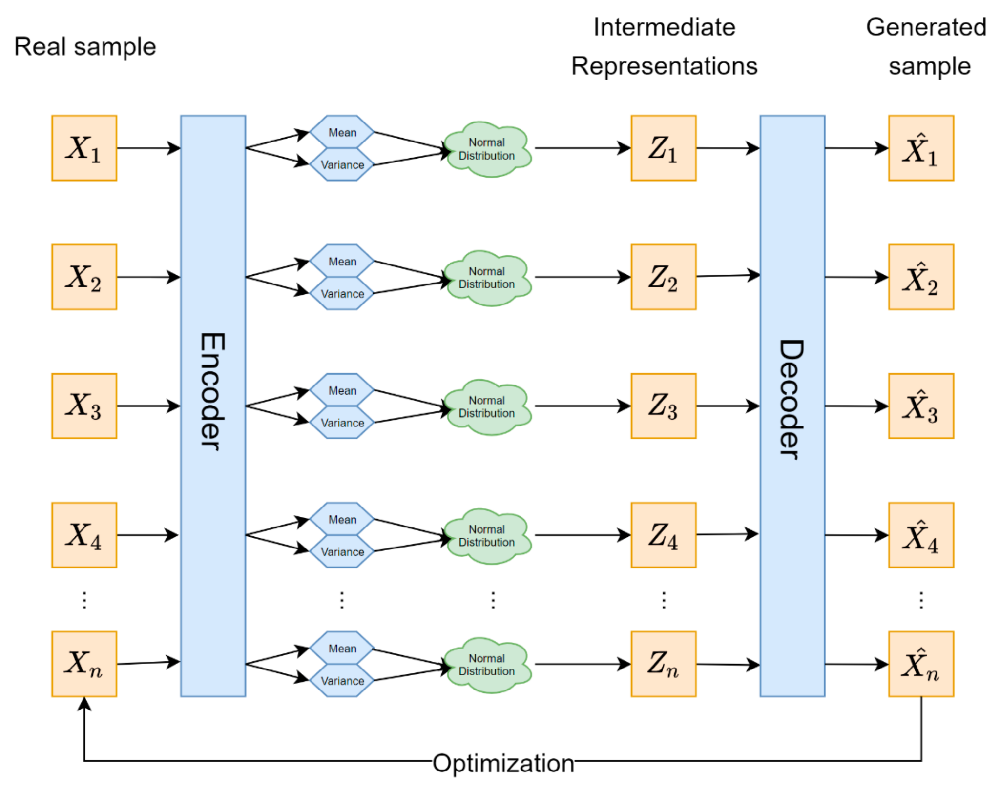 Real sample
Intermediate
Representations
Generated
sample
X₁
Encoder
Mean
Variance
Normal
Distribution
Z₁
Decoder
X̂₁
X₂
Mean
Variance
Normal
Distribution
Z₂
X̂₂
X₃
Mean
Variance
Normal
Distribution
Z₃
X̂₃
X₄
Mean
Variance
Normal
Distribution
Z₄
X̂₄
⋮ ⋮ ⋮ ⋮ ⋮
Xₙ
Mean
Variance
Normal
Distribution
Zₙ
X̂ₙ
Optimization